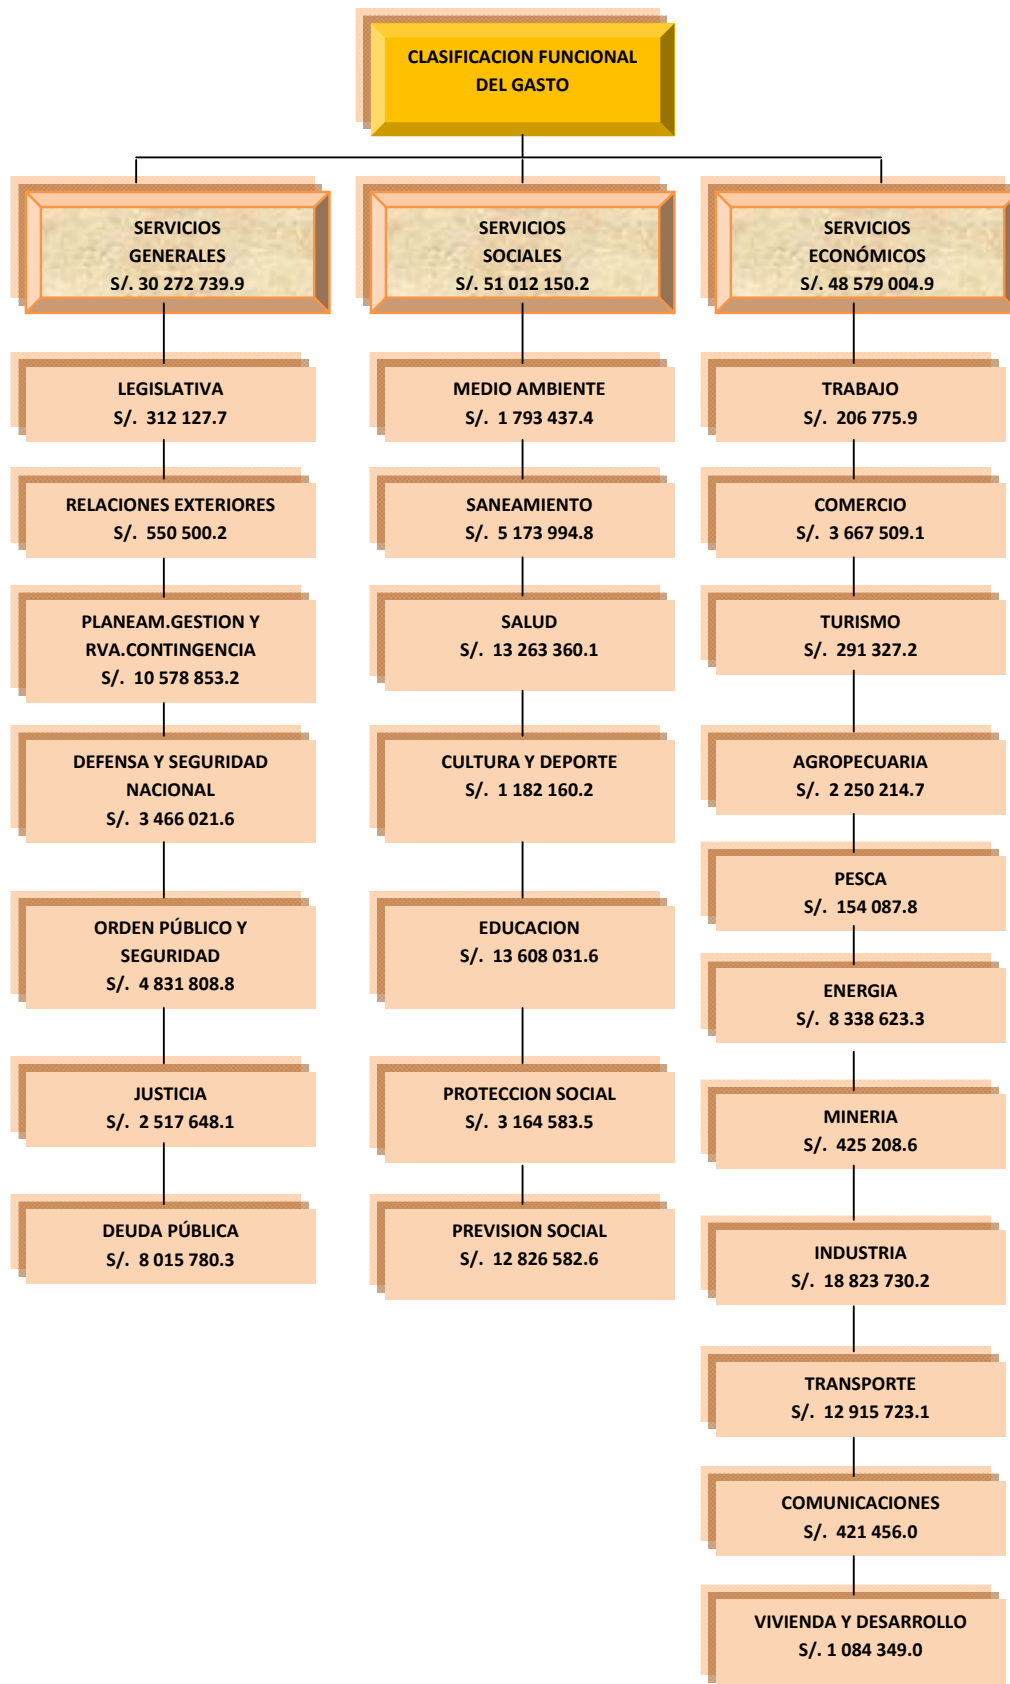 CLASIFICACION FUNCIONAL
DEL GASTO
SERVICIOS
GENERALES
S/. 30 272 739.9
SERVICIOS
SOCIALES
S/. 51 012 150.2
SERVICIOS
ECONÓMICOS
S/. 48 579 004.9
LEGISLATIVA
S/. 312 127.7
RELACIONES EXTERIORES
S/. 550 500.2
PLANEAM.GESTION Y
RVA.CONTINGENCIA
S/. 10 578 853.2
DEFENSA Y SEGURIDAD
NACIONAL
S/. 3 466 021.6
ORDEN PÚBLICO Y
SEGURIDAD
S/. 4 831 808.8
JUSTICIA
S/. 2 517 648.1
DEUDA PÚBLICA
S/. 8 015 780.3
MEDIO AMBIENTE
S/. 1 793 437.4
SANEAMIENTO
S/. 5 173 994.8
SALUD
S/. 13 263 360.1
CULTURA Y DEPORTE
S/. 1 182 160.2
EDUCACION
S/. 13 608 031.6
PROTECCION SOCIAL
S/. 3 164 583.5
PREVISION SOCIAL
S/. 12 826 582.6
TRABAJO
S/. 206 775.9
COMERCIO
S/. 3 667 509.1
TURISMO
S/. 291 327.2
AGROPECUARIA
S/. 2 250 214.7
PESCA
S/. 154 087.8
ENERGIA
S/. 8 338 623.3
MINERIA
S/. 425 208.6
INDUSTRIA
S/. 18 823 730.2
TRANSPORTE
S/. 12 915 723.1
COMUNICACIONES
S/. 421 456.0
VIVIENDA Y DESARROLLO
S/. 1 084 349.0